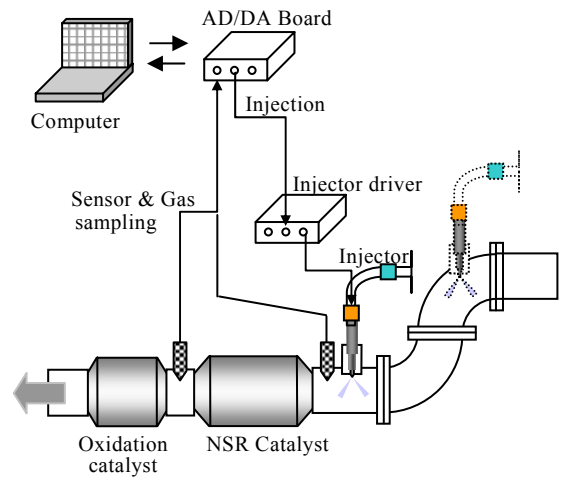 AD/DA Board
Computer
Injection
Sensor & Gas
sampling
Injector driver
Injector
Oxidation
catalyst
NSR Catalyst